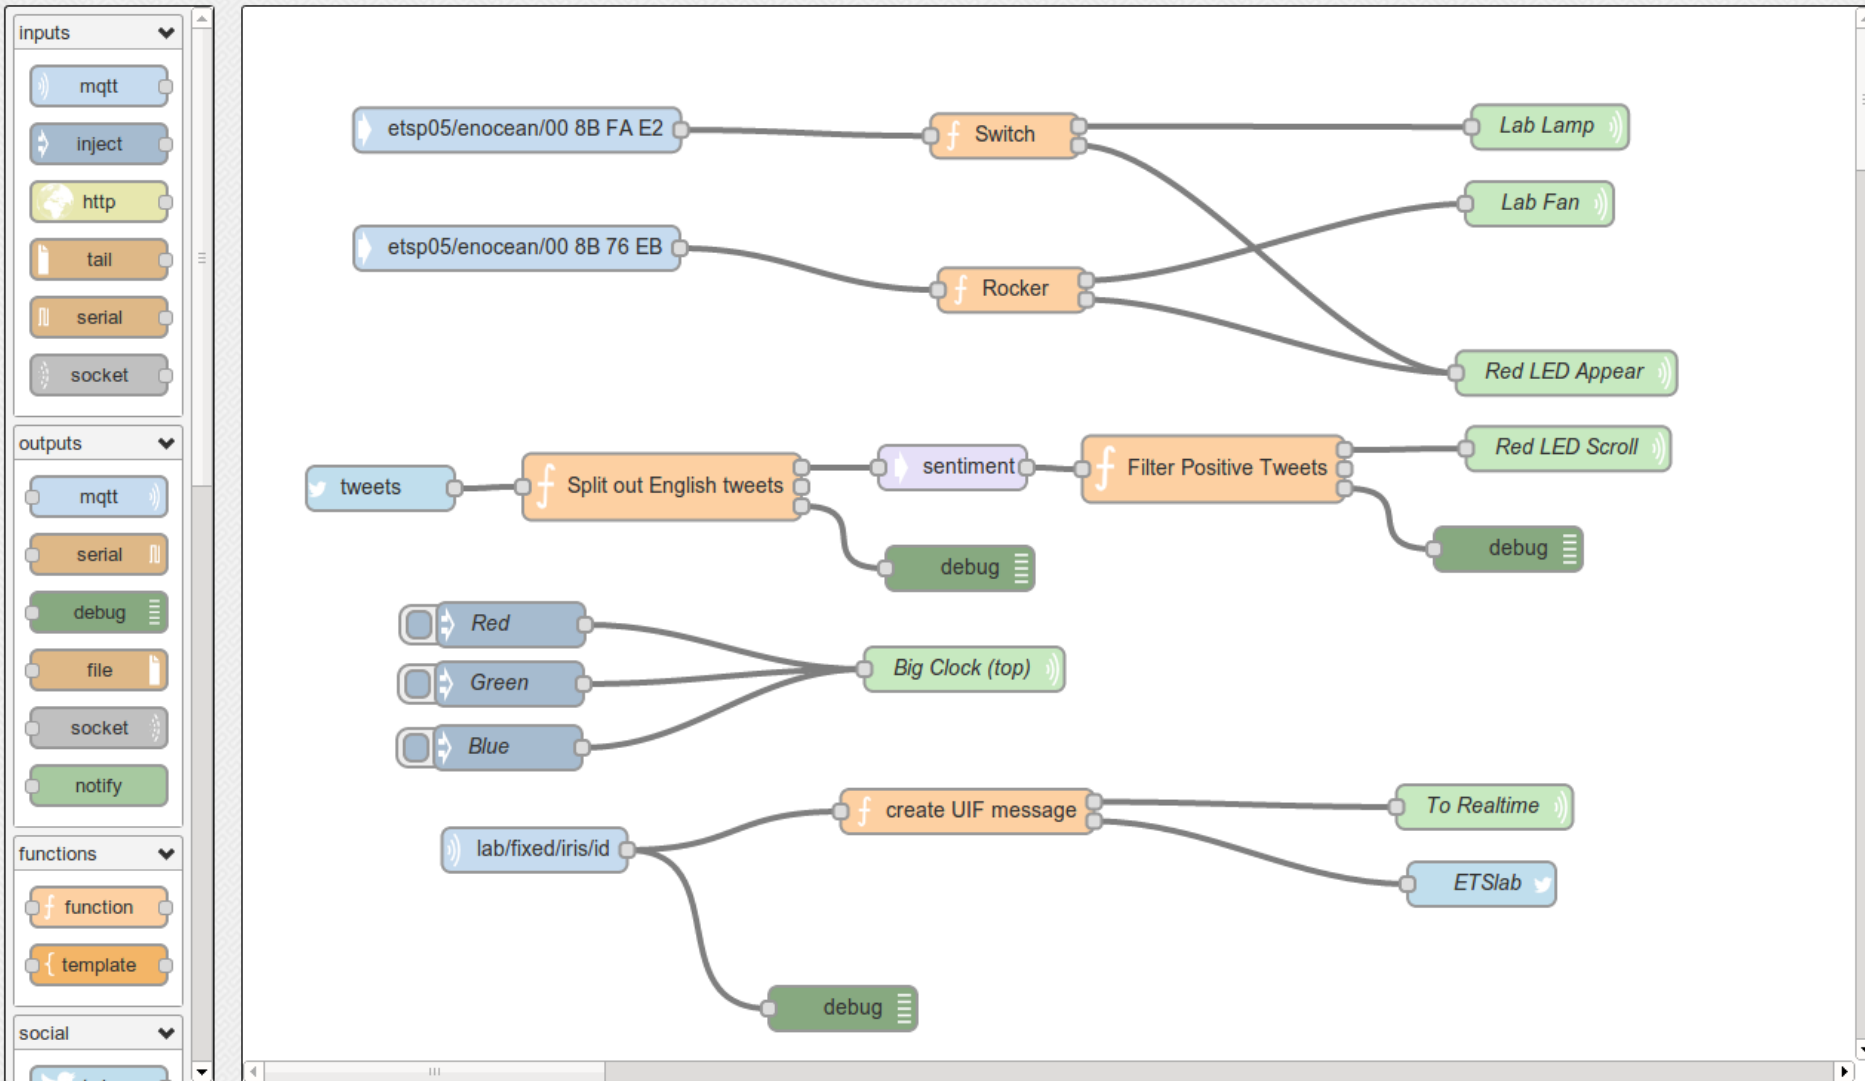 inputs
mqtt
inject
http
tail
serial
socket
outputs
mqtt
serial
debug
file
socket
notify
functions
function
template
social
etsp05/enocean/00 8B FA E2
Switch
Lab Lamp
Lab Fan
etsp05/enocean/00 8B 76 EB
Rocker
Red LED Appear
tweets
Split out English tweets
sentiment
Filter Positive Tweets
Red LED Scroll
debug
debug
Red
Green
Blue
Big Clock (top)
lab/fixed/iris/id
create UIF message
To Realtime
ETSlab
debug